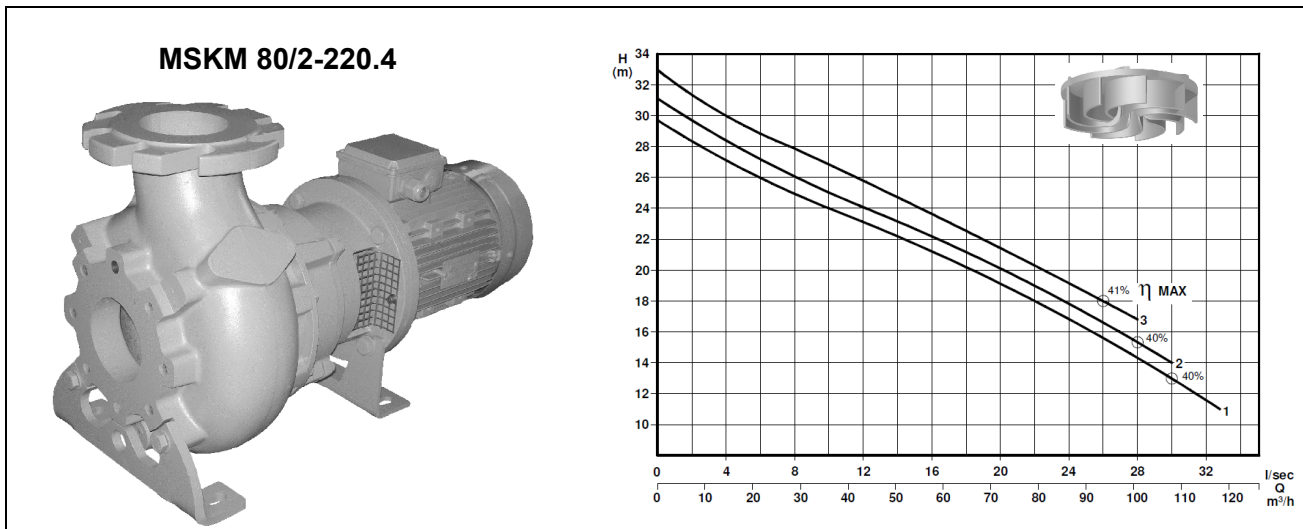 MSKM 80/2-220.4
H
(m)
34
32
30
28
26
24
22
20
18
16
14
12
10
41% η MAX
3
40%
2
40%
1
0 4 8 12 16 20 24 28 32 l/sec
Q
0 10 20 30 40 50 60 70 80 90 100 110 120 m³/h